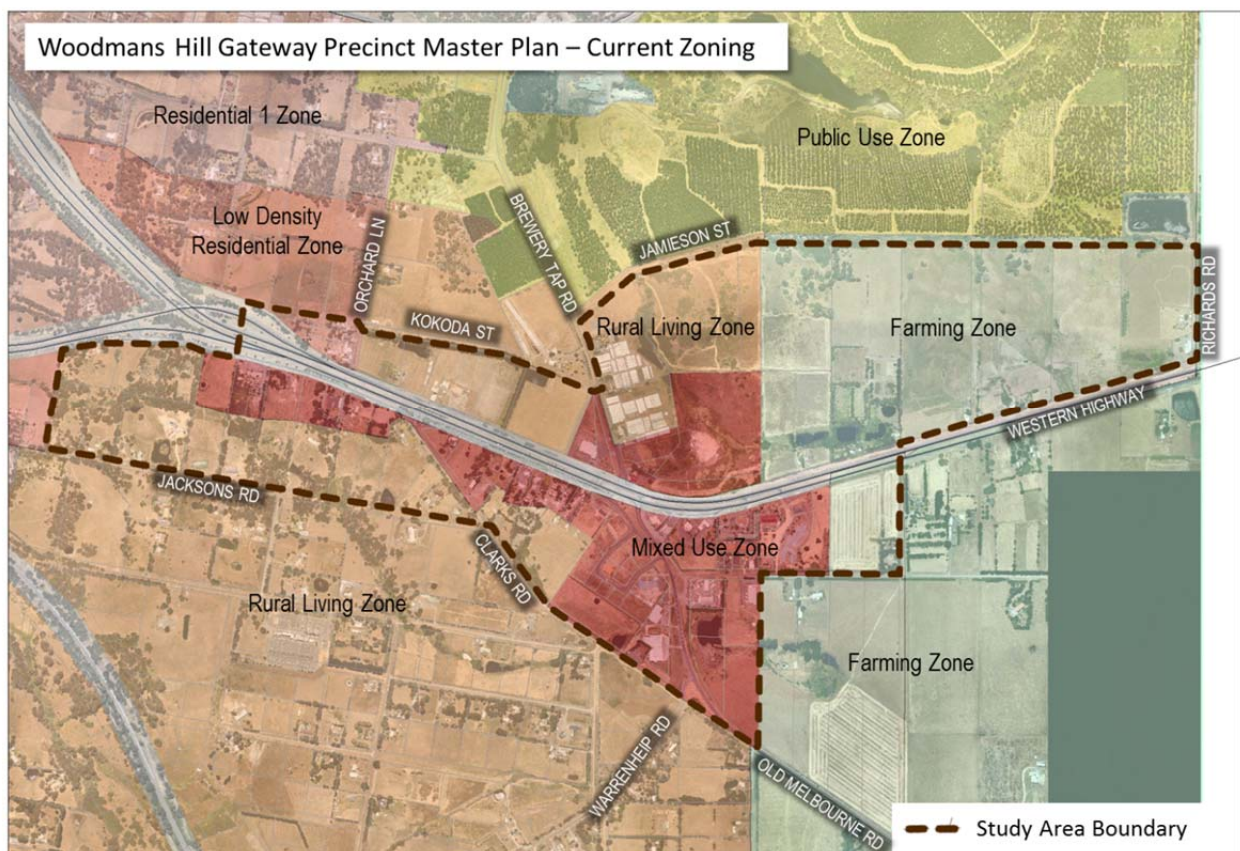 Woodmans Hill Gateway Precinct Master Plan – Current Zoning
Residential 1 Zone
Public Use Zone
Low Density
Residential Zone
ORCHARD LN
BREWERY TAP RD
JAMIESON ST
KOKODA ST
Rural Living Zone
Farming Zone
RICHARDS RD
WESTERN HIGHWAY
JACKSONS RD
CLARKS RD
Mixed Use Zone
Rural Living Zone
Farming Zone
WARRENHEIP RD
OLD MELBOURNE RD
Study Area Boundary